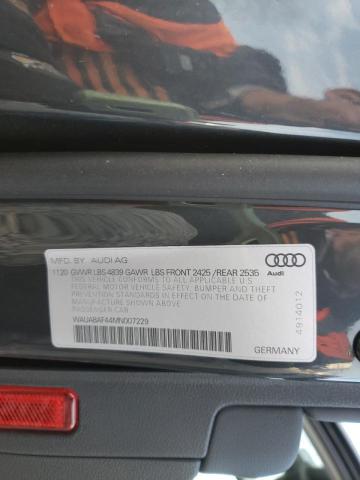 MFD. BY AUDI AG
1120 GVWR LBS 4839 GAWR LBS FRONT 2425 / REAR 2535
THIS VEHICLE CONFORMS TO ALL APPLICABLE U.S.
FEDERAL MOTOR VEHICLE SAFETY, BUMPER AND THEFT
PREVENTION STANDARDS IN EFFECT ON THE DATE OF
MANUFACTURE SHOWN ABOVE
PASSENGER CAR
WAUABAF44MN007229
Audi
4914012
GERMANY